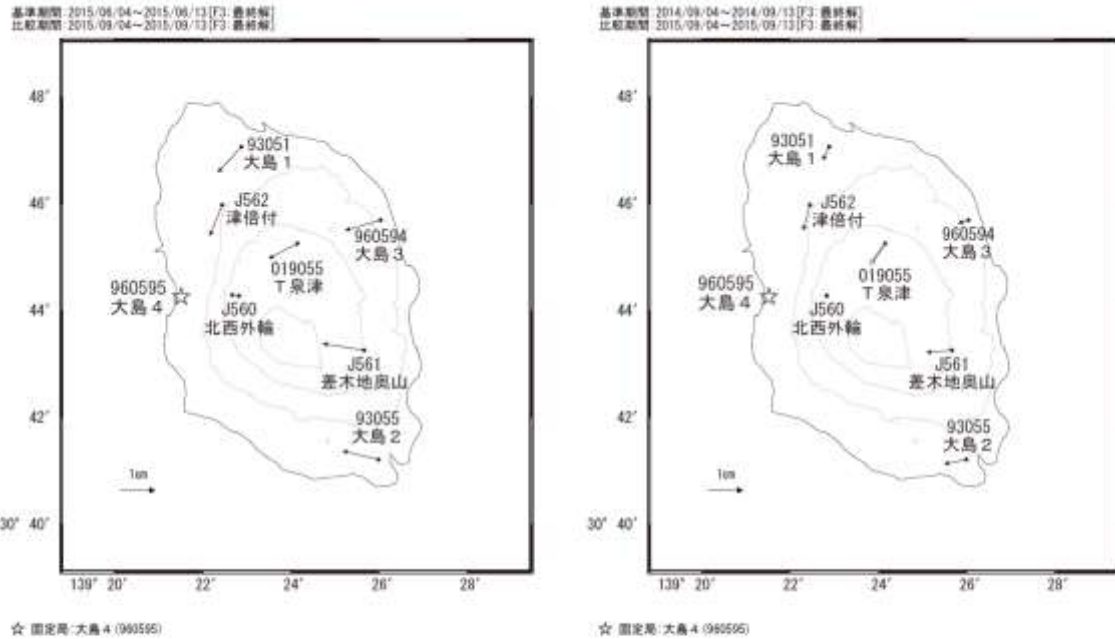 基準期間:2015/06/04～2015/06/13[F3:最終解]
比較期間:2015/09/04～2015/09/13[F3:最終解]
48'
93051
大島1
46'
J562
津倍付
960594
大島3
019055
T泉津
960595
大島4
44'
J560
北西外輪
J561
差木地奥山
93055
大島2
42'
1cm
30° 40'
139° 20'
22'
24'
26'
28'
☆ 固定局:大島4 (960595)
基準期間:2014/09/04～2014/09/13[F3:最終解]
比較期間:2015/09/04～2015/09/13[F3:最終解]
48'
93051
大島1
46'
J562
津倍付
960594
大島3
019055
T泉津
960595
大島4
44'
J560
北西外輪
J561
差木地奥山
93055
大島2
42'
1cm
30° 40'
139° 20'
22'
24'
26'
28'
☆ 固定局:大島4 (960595)